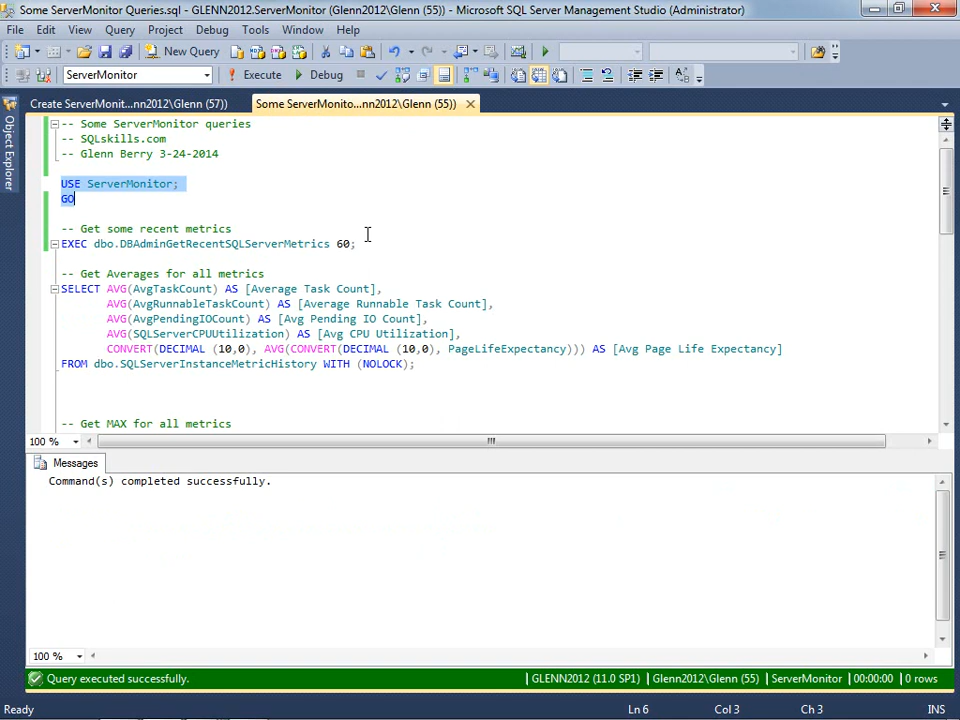 Some ServerMonitor Queries.sql - GLENN2012.ServerMonitor (Glenn2012\Glenn (55)) - Microsoft SQL Server Management Studio (Administrator)
File Edit View Query Project Debug Tools Window Help
New Query
ServerMonitor Execute Debug
Create ServerMonit...nn2012\Glenn (57)) Some ServerMonito...nn2012\Glenn (55))
Object Explorer
-- Some ServerMonitor queries
-- SQLskills.com
-- Glenn Berry 3-24-2014
USE ServerMonitor;
GO
-- Get some recent metrics
EXEC dbo.DBAdminGetRecentSQLServerMetrics 60;
-- Get Averages for all metrics
SELECT AVG(AvgTaskCount) AS [Average Task Count],
AVG(AvgRunnableTaskCount) AS [Average Runnable Task Count],
AVG(AvgPendingIOCount) AS [Avg Pending IO Count],
AVG(SQLServerCPUUtilization) AS [Avg CPU Utilization],
CONVERT(DECIMAL (10,0), AVG(CONVERT(DECIMAL (10,0), PageLifeExpectancy))) AS [Avg Page Life Expectancy]
FROM dbo.SQLServerInstanceMetricHistory WITH (NOLOCK);
-- Get MAX for all metrics
100 %
Messages
Command(s) completed successfully.
100 %
Query executed successfully. GLENN2012 (11.0 SP1) Glenn2012\Glenn (55) ServerMonitor 00:00:00 0 rows
Ready Ln 6 Col 3 Ch 3 INS